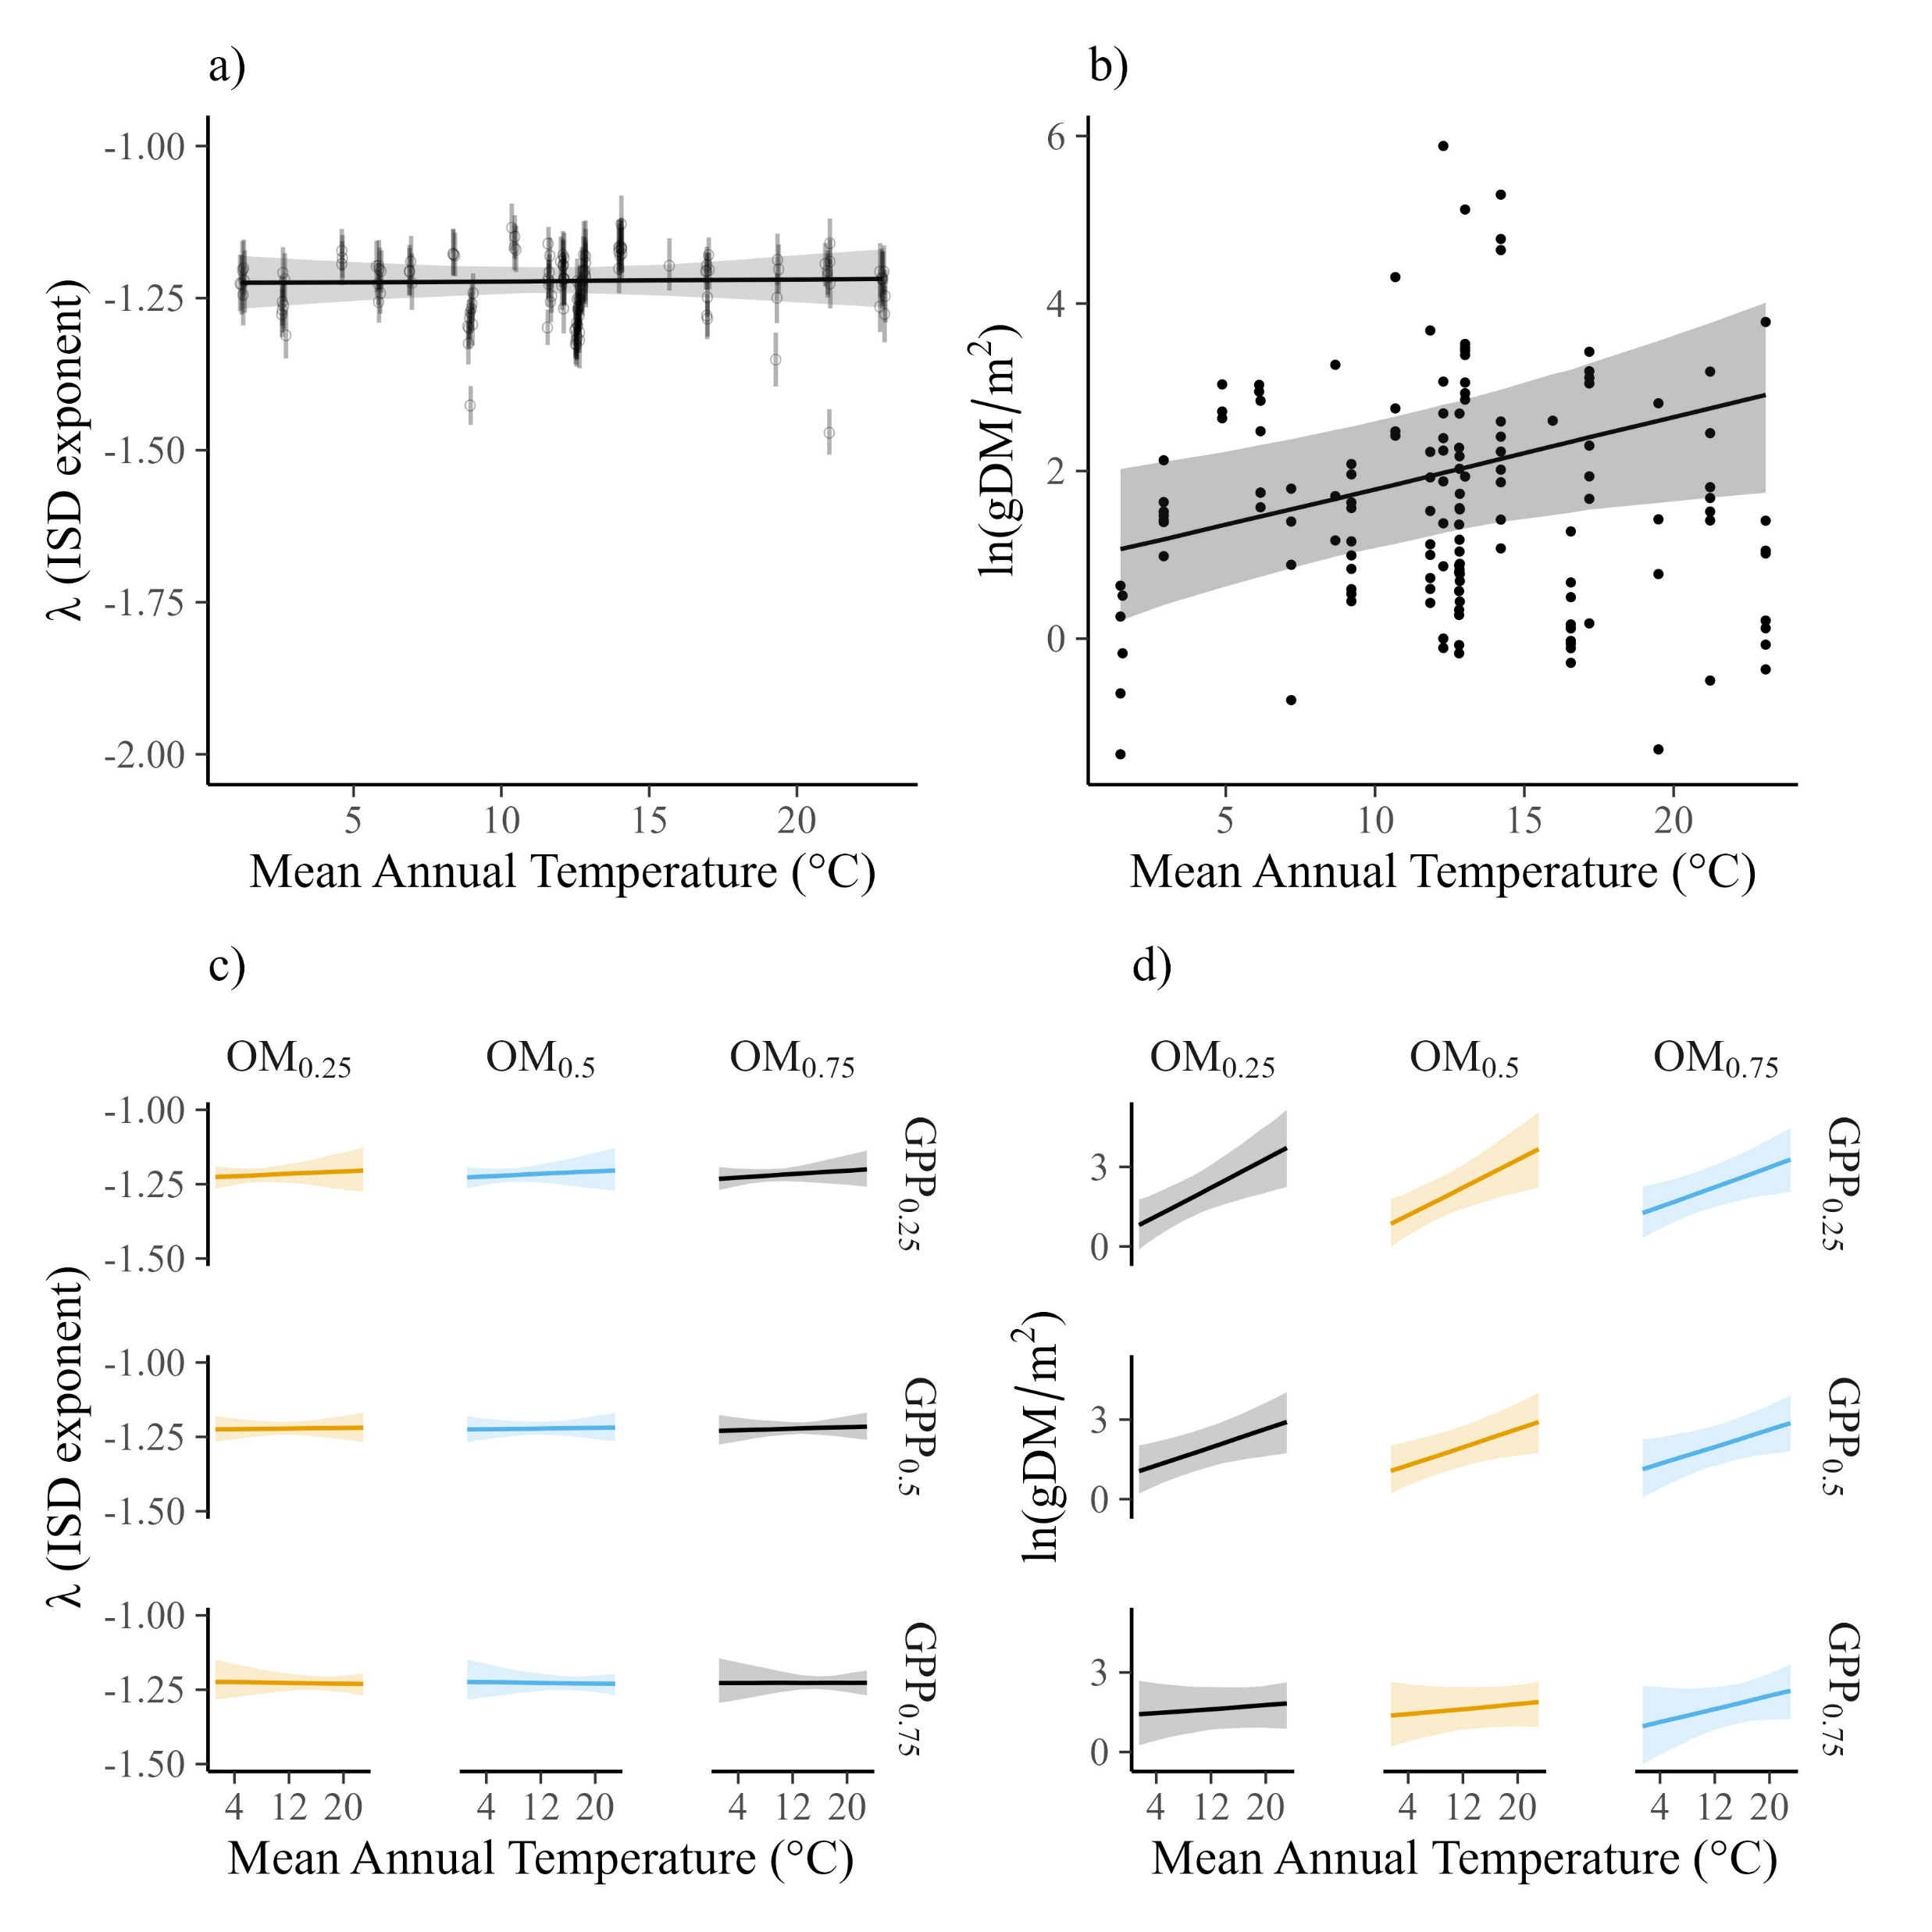 a)
-1.00
-1.25
-1.50
-1.75
-2.00
λ (ISD exponent)
5 10 15 20
Mean Annual Temperature (°C)
b)
6
4
2
0
ln(gDM/m²)
5 10 15 20
Mean Annual Temperature (°C)
c)
OM0.25 OM0.5 OM0.75
-1.00
-1.25
-1.50
GPP0.25
-1.00
-1.25
-1.50
GPP0.5
-1.00
-1.25
-1.50
GPP0.75
λ (ISD exponent)
4 12 20 4 12 20 4 12 20
Mean Annual Temperature (°C)
d)
OM0.25 OM0.5 OM0.75
3
0
GPP0.25
3
0
GPP0.5
3
0
GPP0.75
ln(gDM/m²)
4 12 20 4 12 20 4 12 20
Mean Annual Temperature (°C)